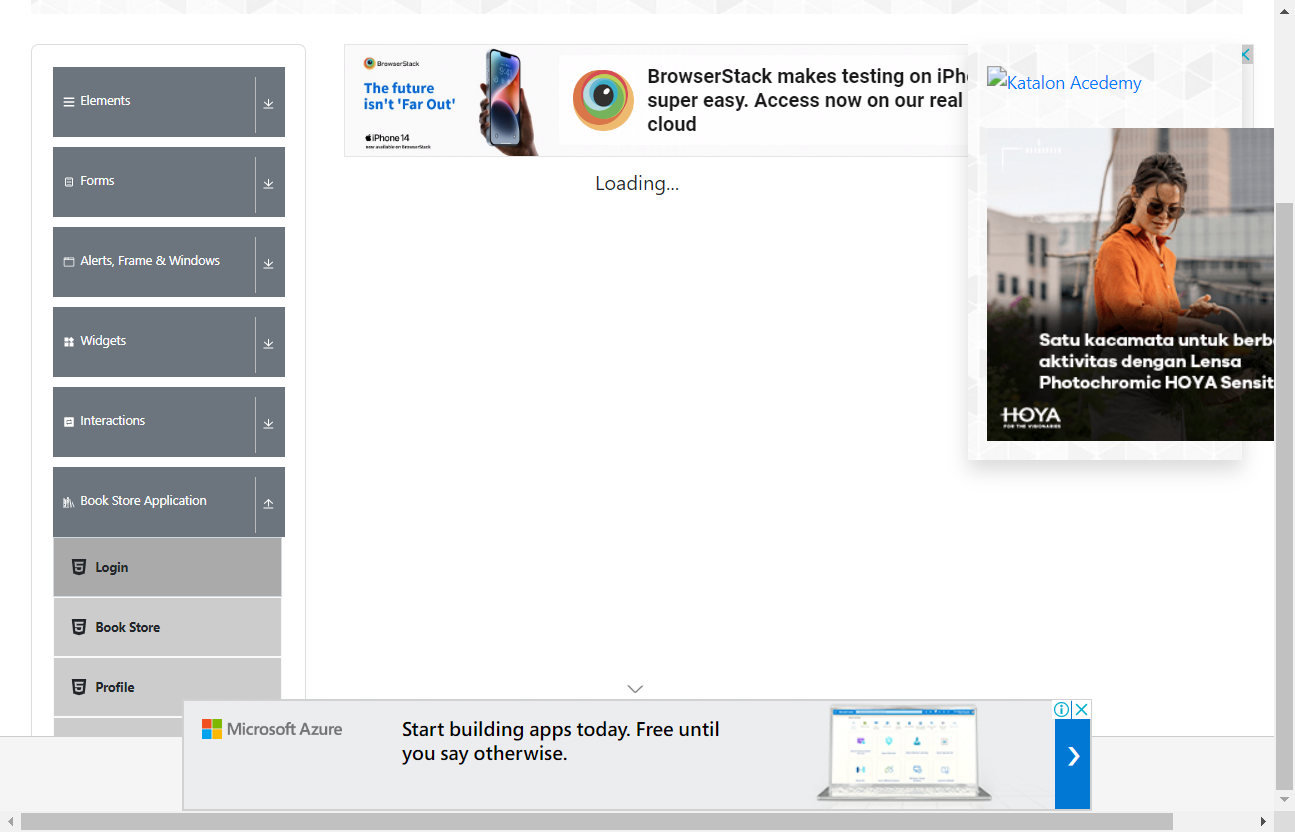 Elements
Forms
Alerts, Frame & Windows
Widgets
Interactions
Book Store Application
Login
Book Store
Profile
BrowserStack
The future
isn't 'Far Out'
iPhone 14
now available on BrowserStack
9:41
BrowserStack makes testing on iPh
super easy. Access now on our real
cloud
Loading...
Katalon Acedemy
Satu kacamata untuk berb
aktivitas dengan Lensa
Photochromic HOYA Sensit
HOYA
FOR THE VISIONARIES
Microsoft Azure
Start building apps today. Free until
you say otherwise.